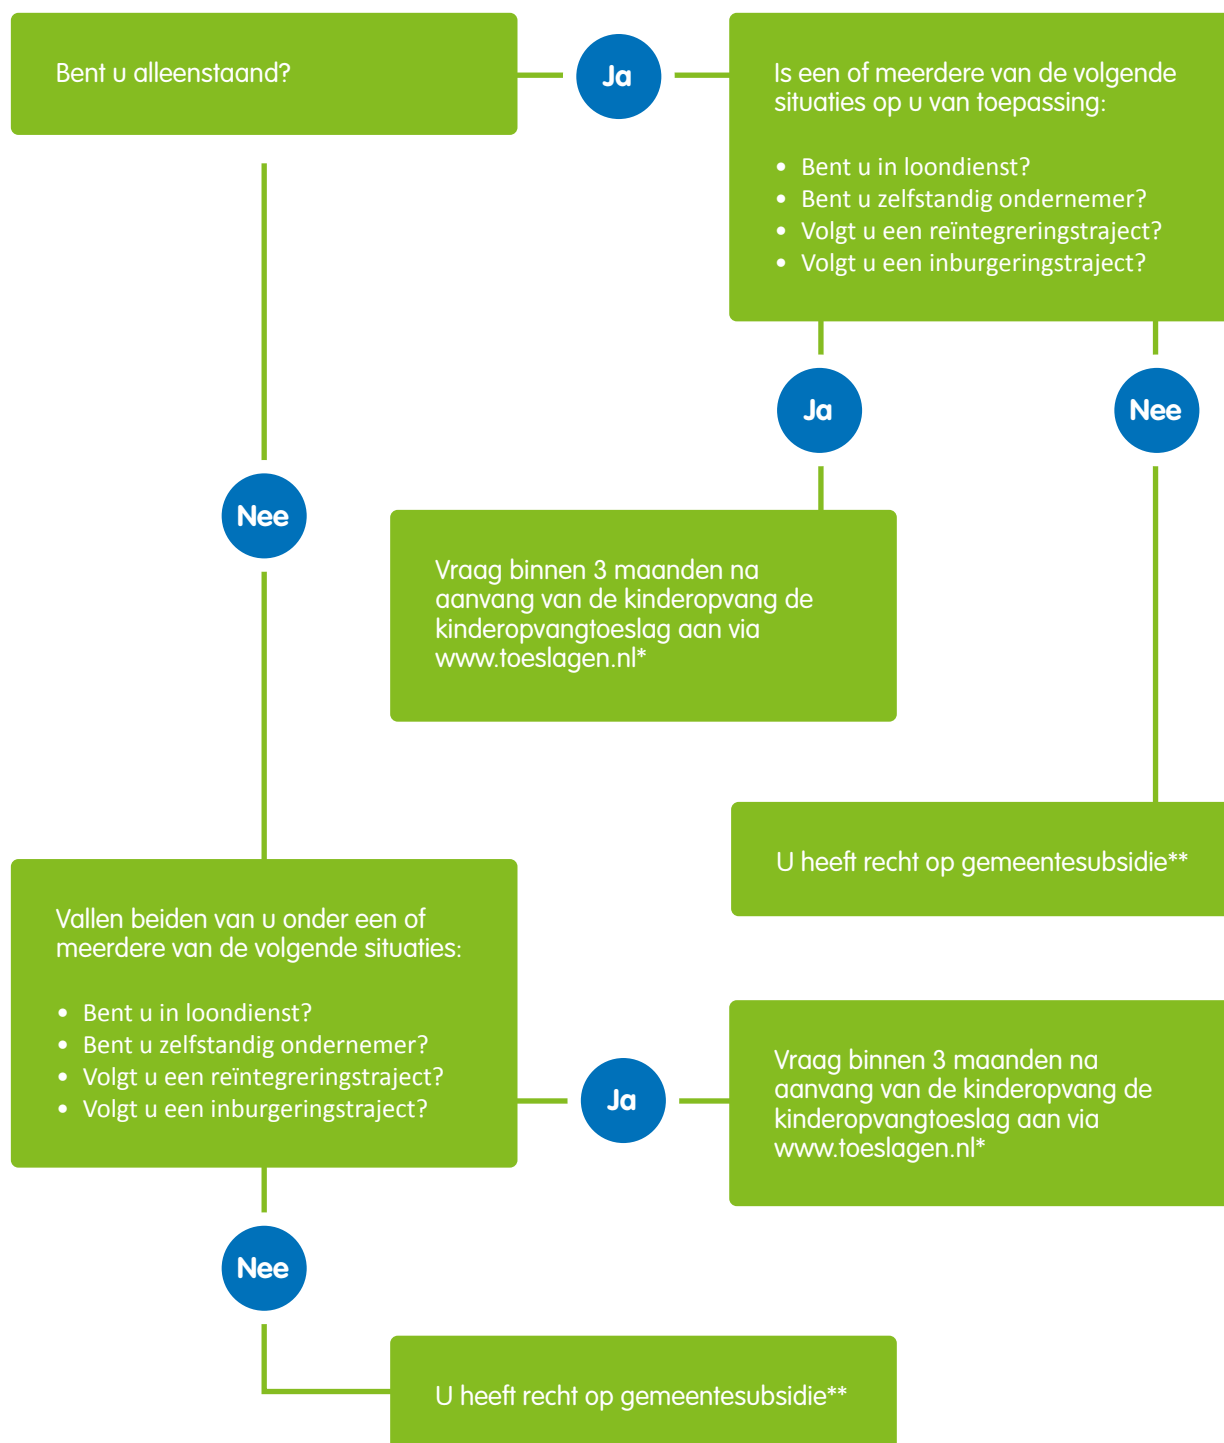 Bent u alleenstaand?
Ja
Is een of meerdere van de volgende
situaties op u van toepassing:
• Bent u in loondienst?
• Bent u zelfstandig ondernemer?
• Volgt u een reïntegreringstraject?
• Volgt u een inburgeringstraject?
Ja
Nee
Nee
Vraag binnen 3 maanden na
aanvang van de kinderopvang de
kinderopvangtoeslag aan via
www.toeslagen.nl*
U heeft recht op gemeentesubsidie**
Vallen beiden van u onder een of
meerdere van de volgende situaties:
• Bent u in loondienst?
• Bent u zelfstandig ondernemer?
• Volgt u een reïntegreringstraject?
• Volgt u een inburgeringstraject?
Ja
Vraag binnen 3 maanden na
aanvang van de kinderopvang de
kinderopvangtoeslag aan via
www.toeslagen.nl*
Nee
U heeft recht op gemeentesubsidie**